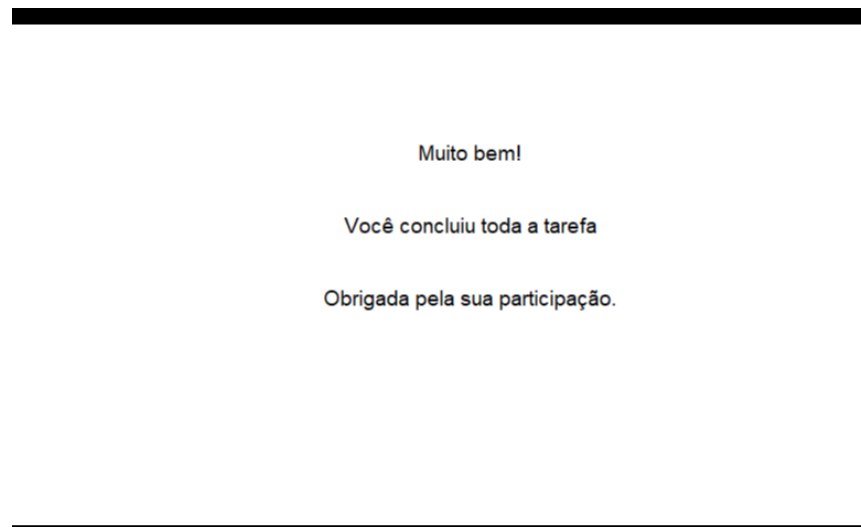 Muito bem!
Você concluiu toda a tarefa
Obrigada pela sua participação.